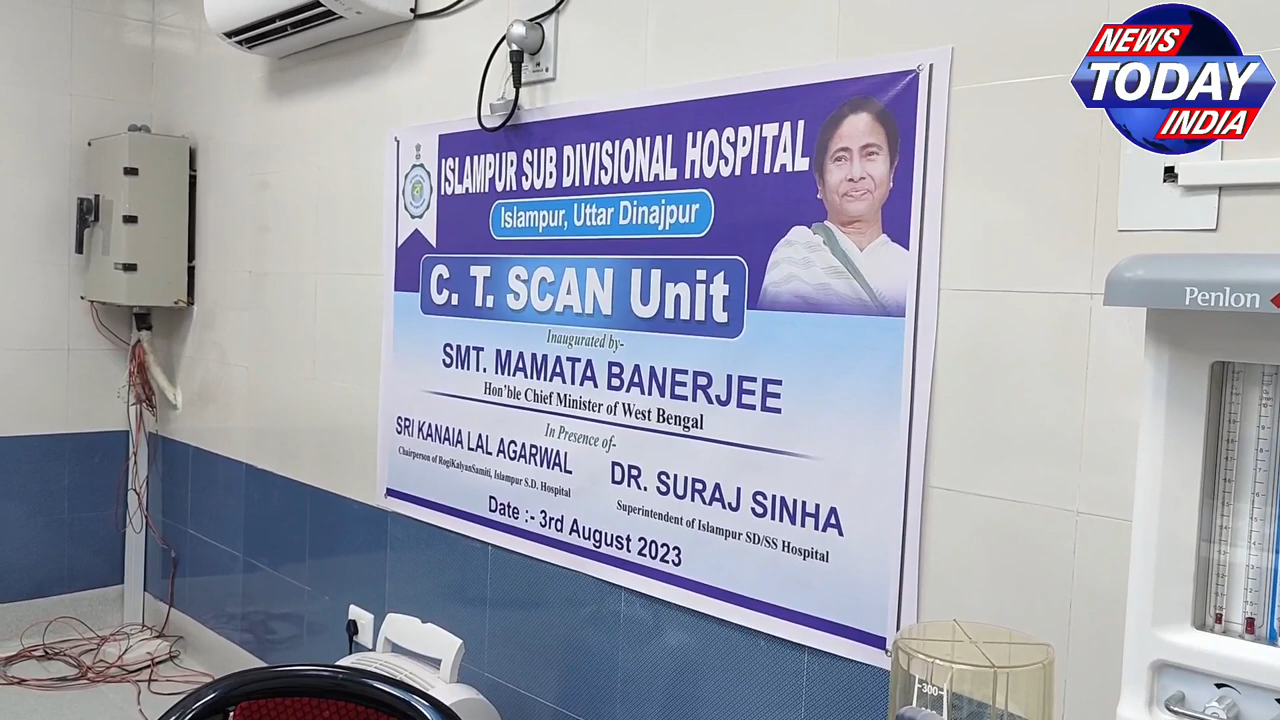 NEWS
TODAY
INDIA
ISLAMPUR SUB DIVISIONAL HOSPITAL
Islampur, Uttar Dinajpur
C. T. SCAN Unit
Inaugurated by-
SMT. MAMATA BANERJEE
Hon'ble Chief Minister of West Bengal
In Presence of-
SRI KANAIA LAL AGARWAL
Chairperson of RogiKalyanSamiti, Islampur S.D. Hospital
DR. SURAJ SINHA
Superintendent of Islampur SD/SS Hospital
Date :- 3rd August 2023
Penlon
300